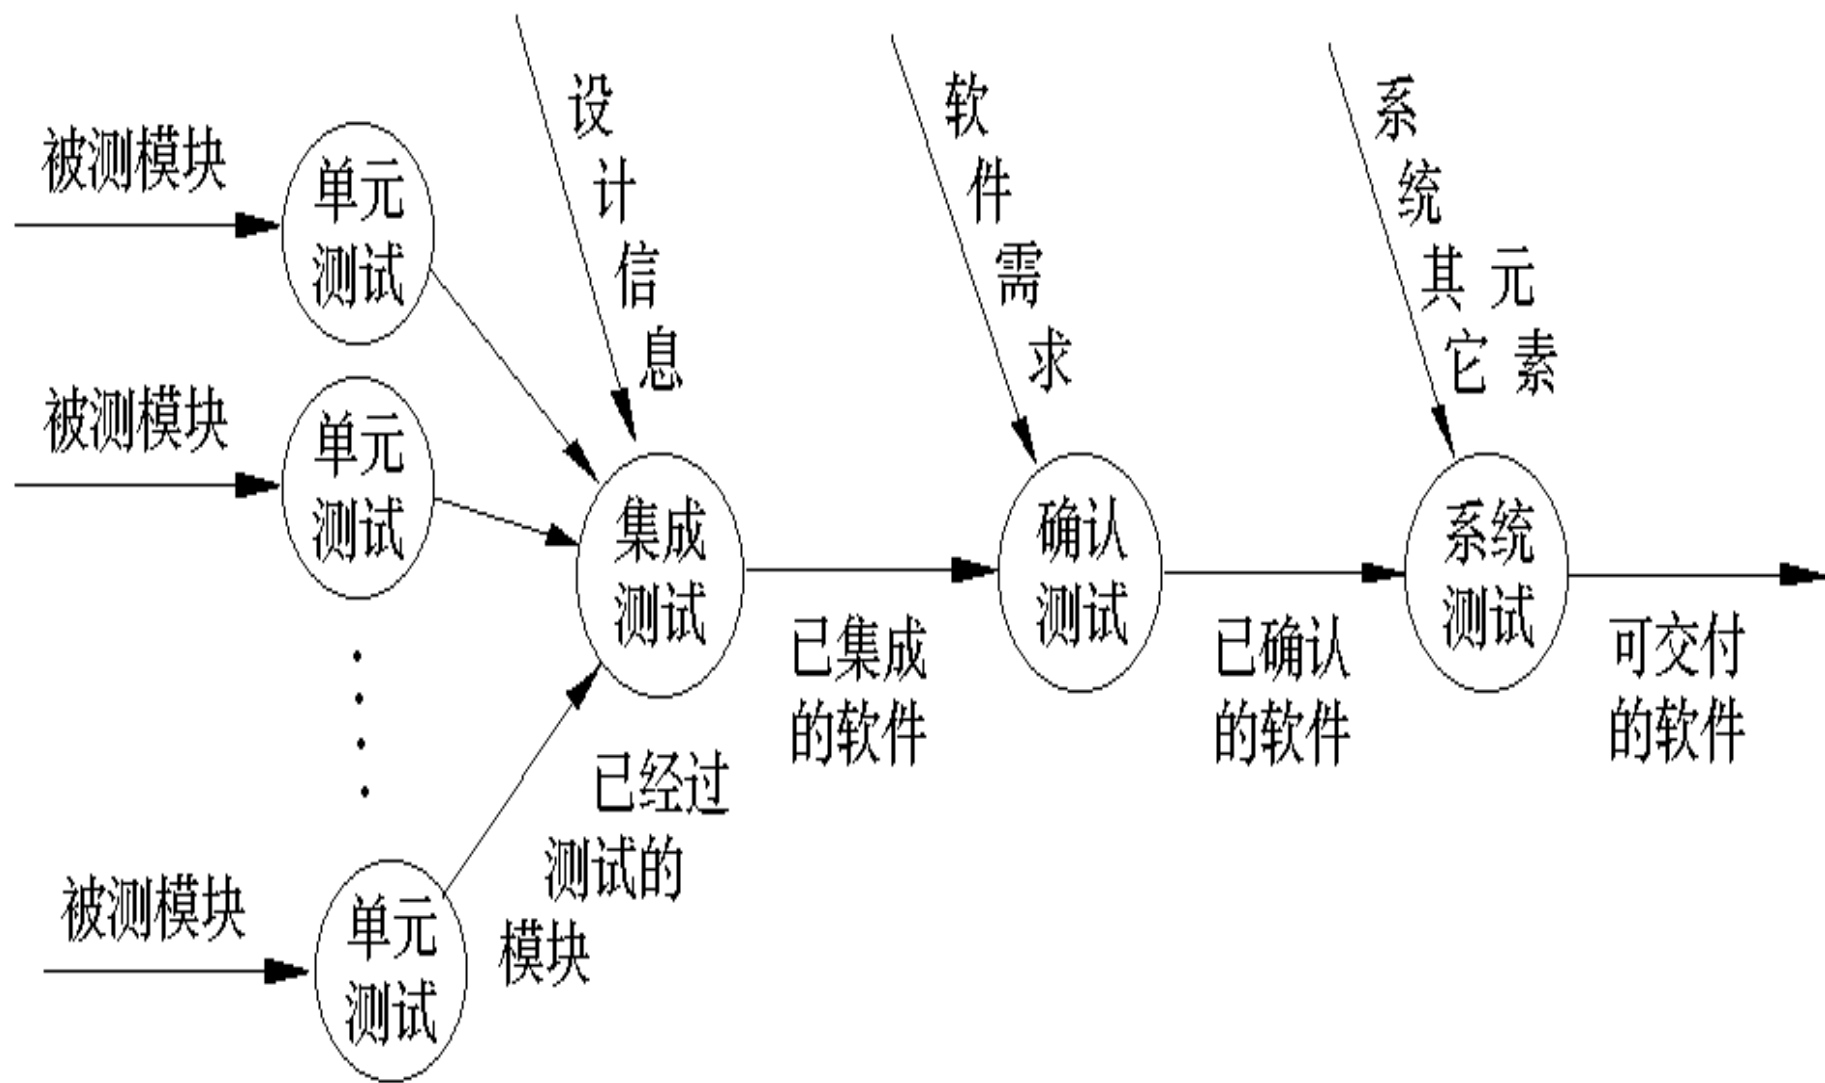 被测模块
单元
测试
被测模块
单元
测试
被测模块
单元
测试
设
计
信
息
集成
测试
已经过
测试的
模块
已集成
的软件
软
件
需
求
确认
测试
已确认
的软件
系
统
其 元
它 素
系统
测试
可交付
的软件